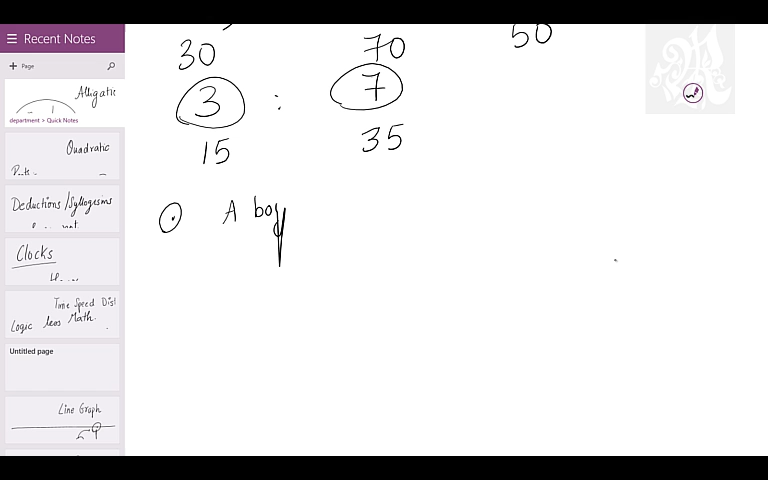 Recent Notes
Page
Alligatio
department > Quick Notes
Quadratic
Deductions /Syllogisms
Clocks
Time Speed Dist
Logic less Math.
Untitled page
Line Graph
30 70 50
3 : 7
15 35
A boy